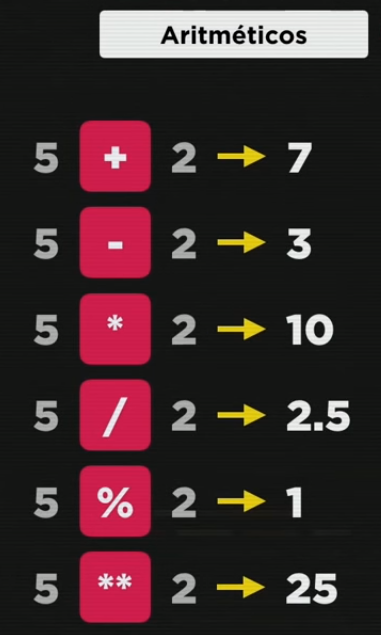 Aritméticos
5 + 2 → 7
5 - 2 → 3
5 * 2 → 10
5 / 2 → 2.5
5 % 2 → 1
5 ** 2 → 25